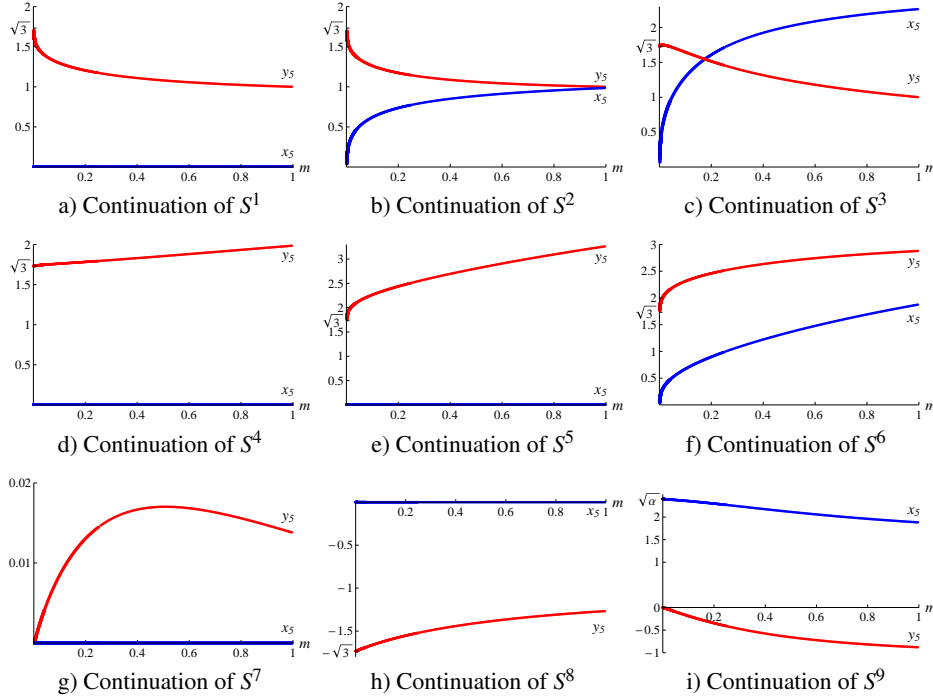 2
√3
1.5
1
0.5
y5
x5
0.2 0.4 0.6 0.8 1 m
a) Continuation of S^1
2
√3
1.5
1
0.5
y5
x5
0.2 0.4 0.6 0.8 1 m
b) Continuation of S^2
2
√3
1.5
1
0.5
x5
y5
0.2 0.4 0.6 0.8 1 m
c) Continuation of S^3
2
√3
1.5
1
0.5
y5
x5
0.2 0.4 0.6 0.8 1 m
d) Continuation of S^4
3
2.5
2
√3
1.5
1
0.5
y5
x5
0.2 0.4 0.6 0.8 1 m
e) Continuation of S^5
3
2.5
2
√3
1.5
1
0.5
y5
x5
0.2 0.4 0.6 0.8 1 m
f) Continuation of S^6
0.02
0.01
y5
x5
0.2 0.4 0.6 0.8 1 m
g) Continuation of S^7
m
0.2 0.4 0.6 0.8 x5 1
−0.5
−1
−1.5
−√3
y5
h) Continuation of S^8
√α
2
1.5
1
0.5
0
−0.5
−1
x5
0.2 0.4 0.6 0.8 1 m
y5
i) Continuation of S^9